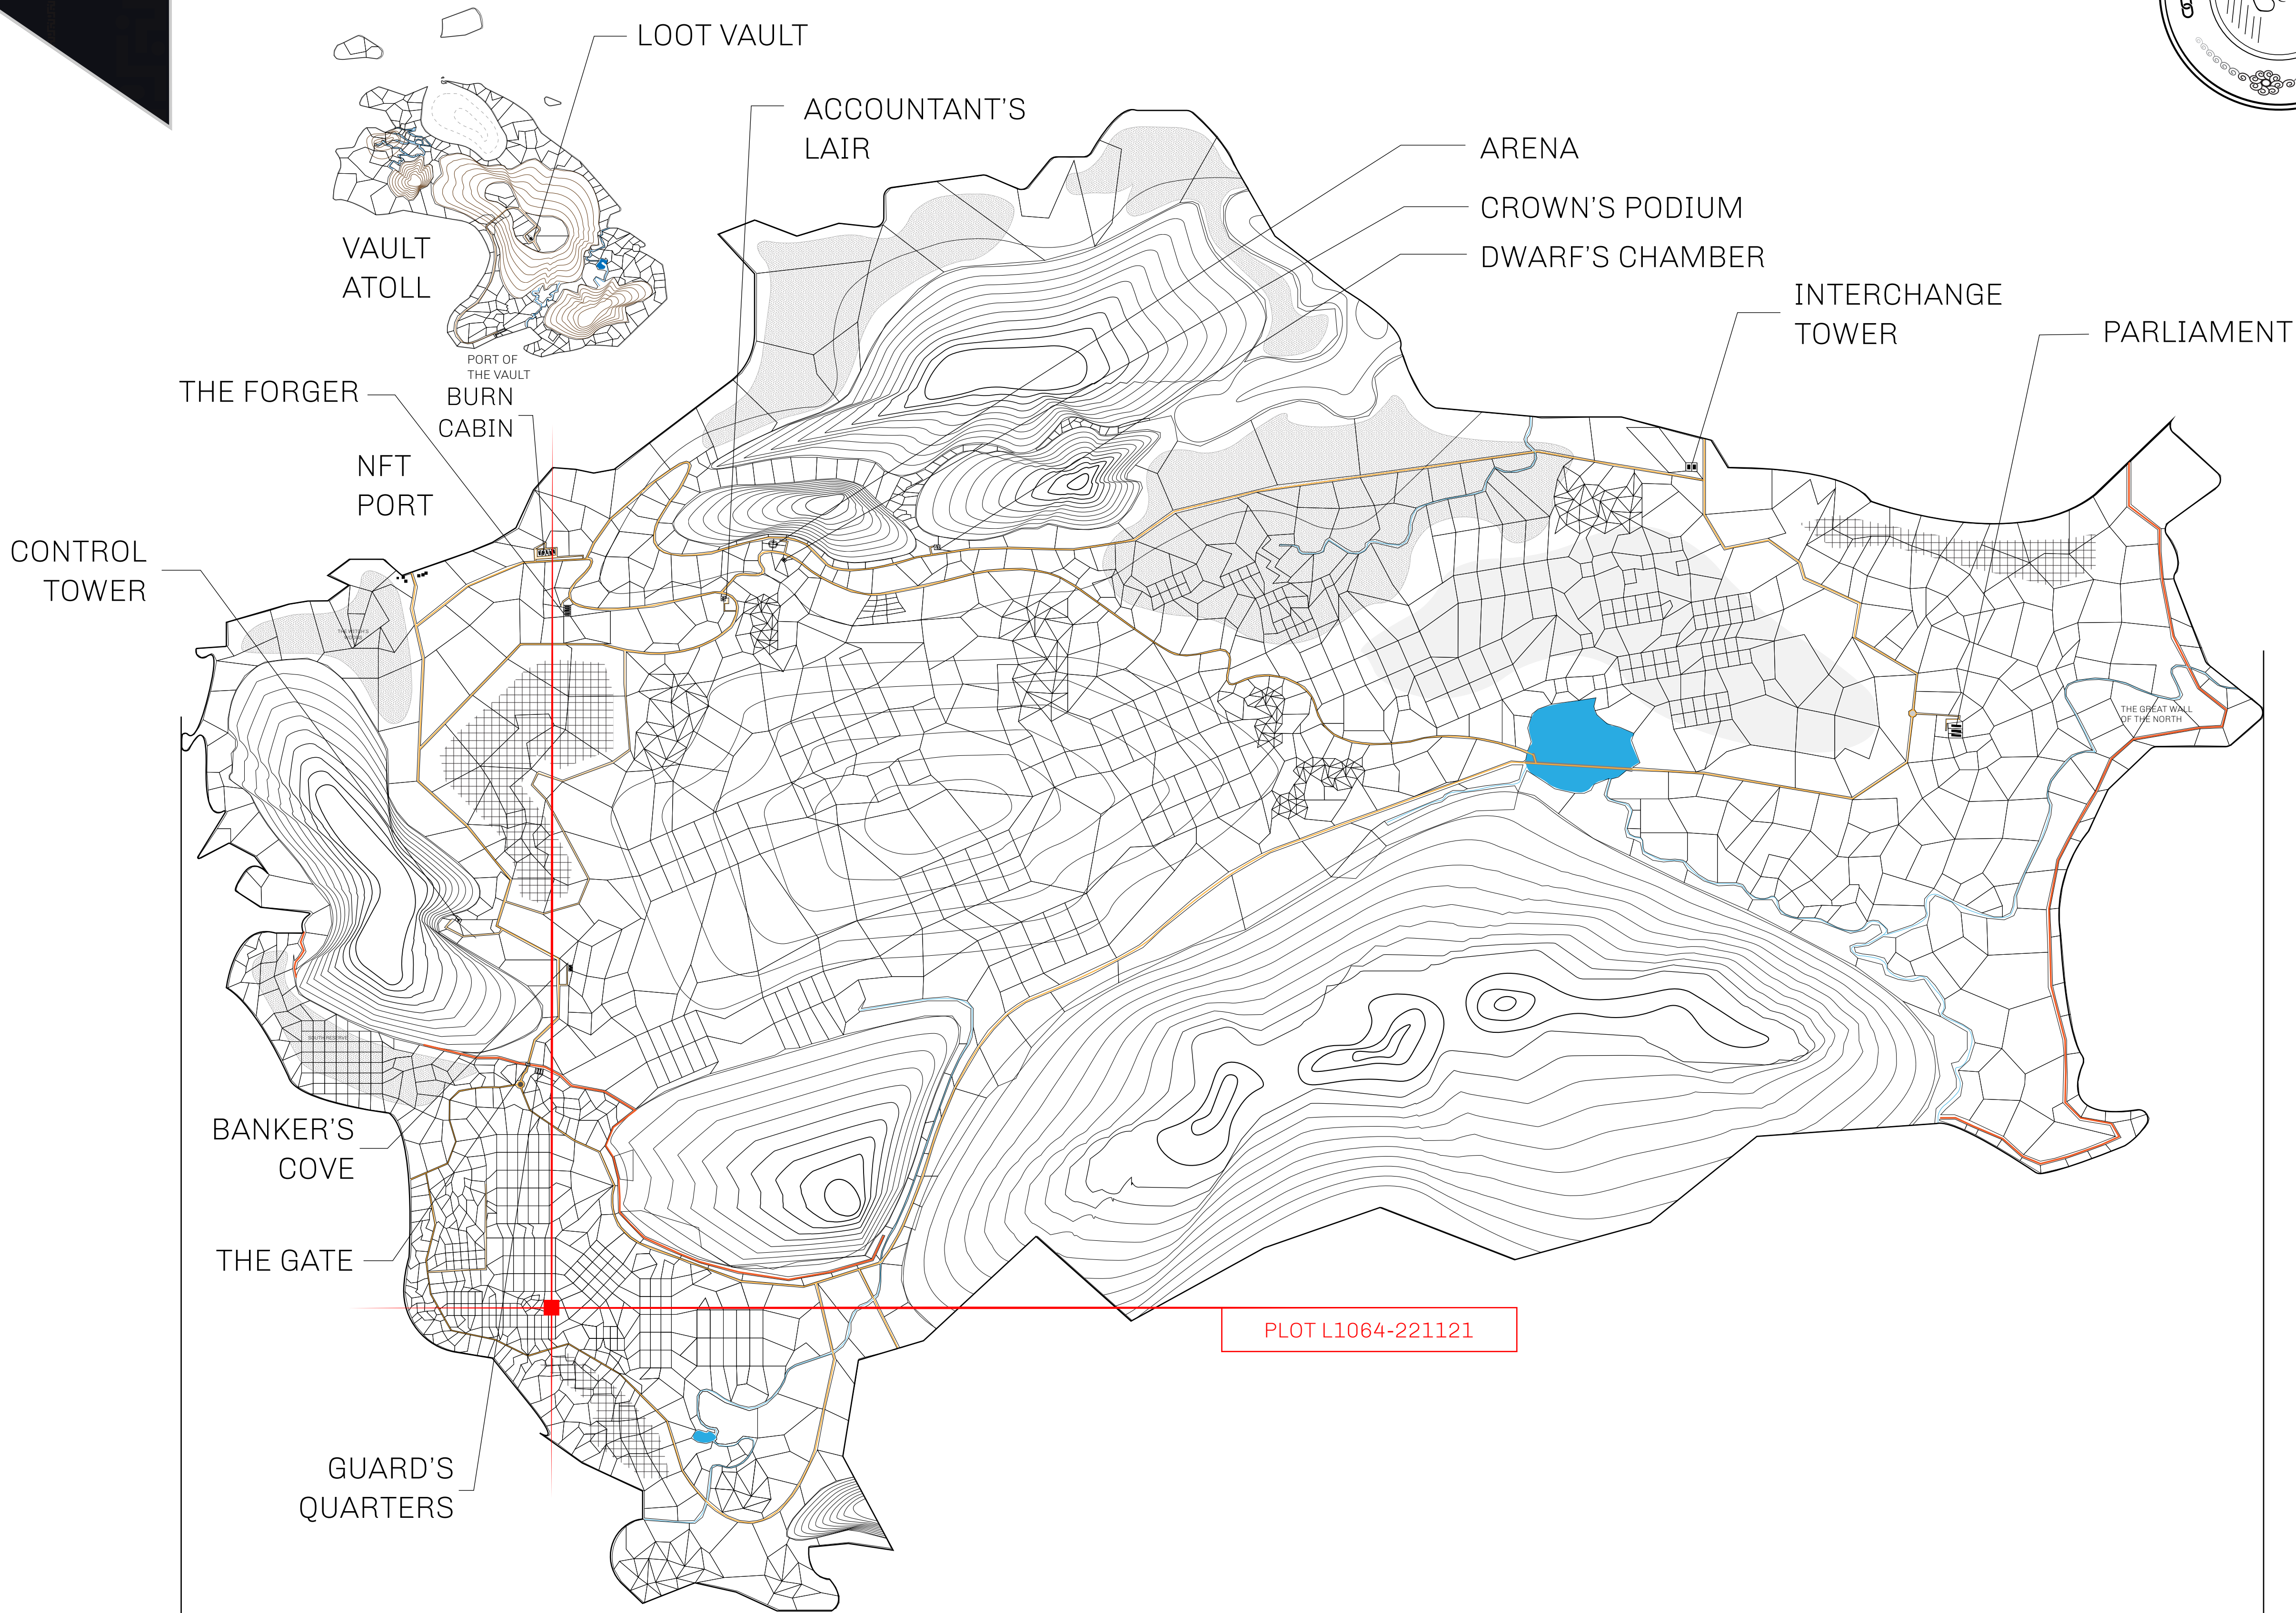 LOOT VAULT
ACCOUNTANT'S
LAIR
ARENA
CROWN'S PODIUM
DWARF'S CHAMBER
VAULT
ATOLL
INTERCHANGE
TOWER
PARLIAMENT
PORT OF
THE VAULT
THE FORGER
BURN
CABIN
NFT
PORT
CONTROL
TOWER
THE GREAT WALL
OF THE NORTH
SOUTH RESERVE
BANKER'S
COVE
THE GATE
PLOT L1064-221121
GUARD'S
QUARTERS